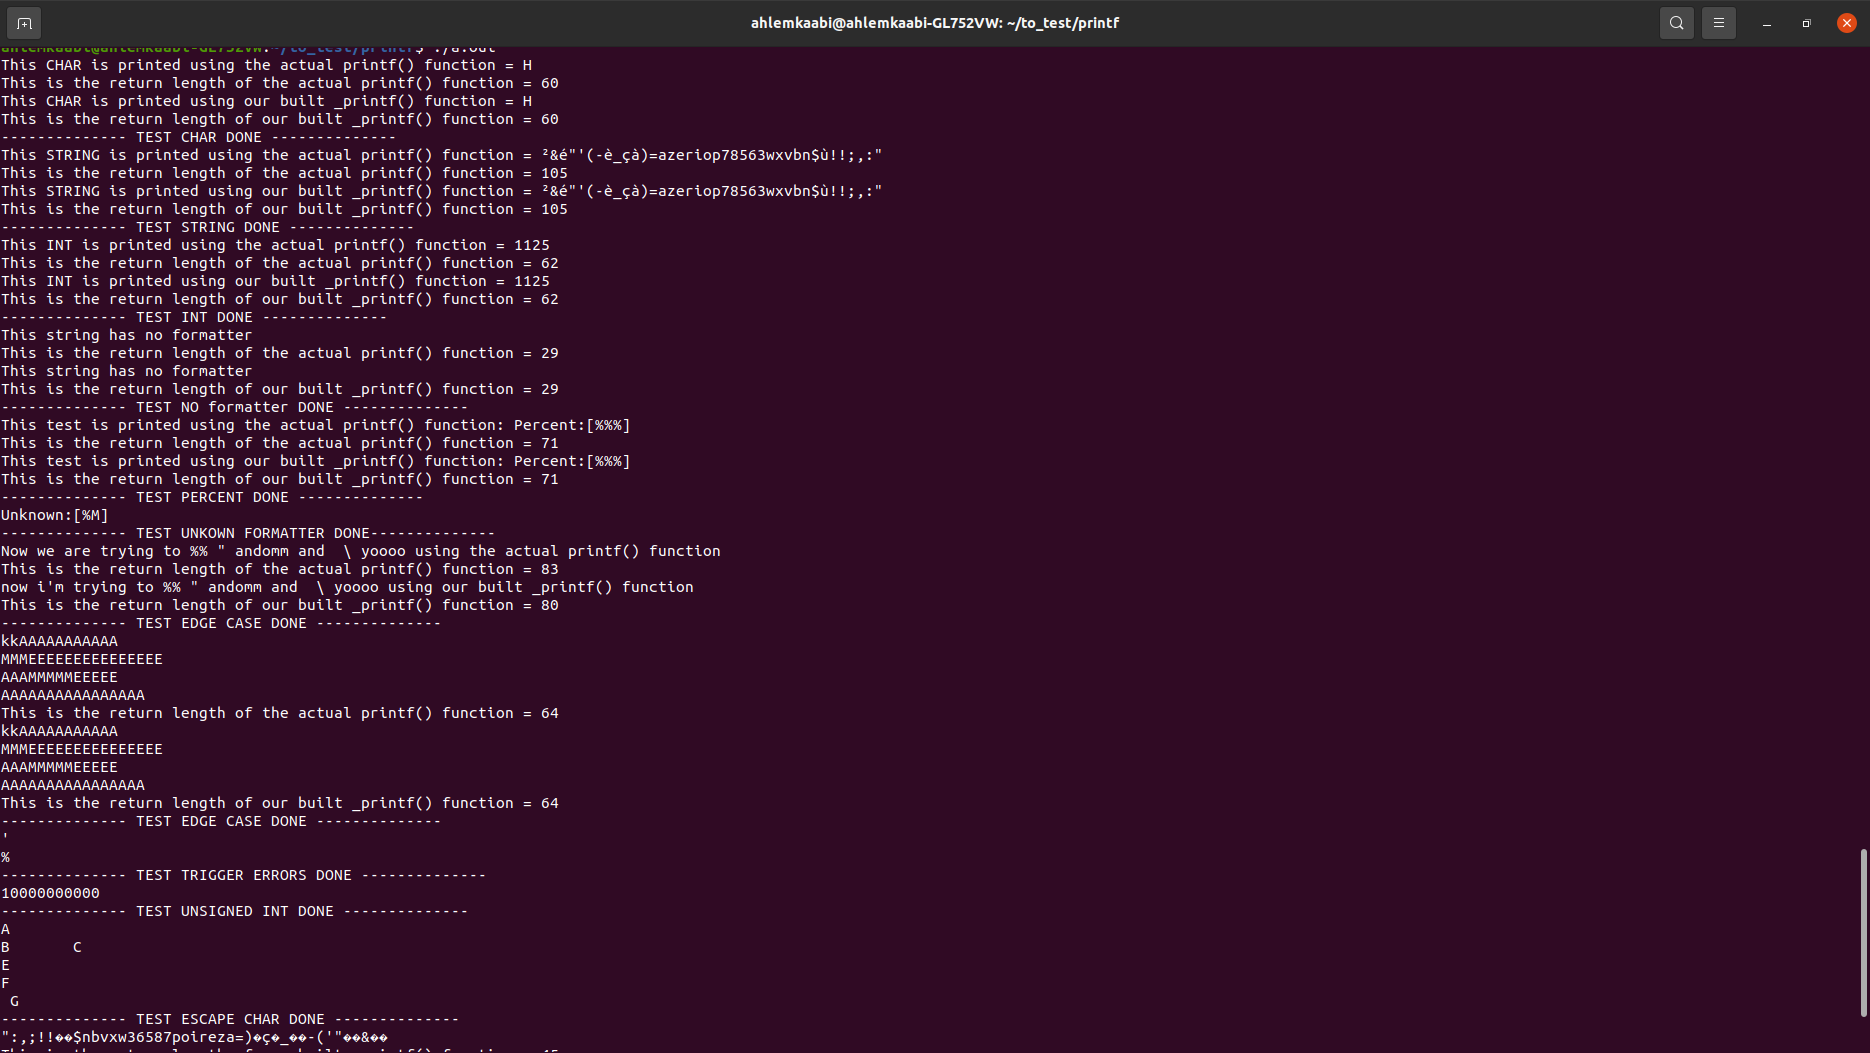 ahlemkaabi@ahlemkaabi-GL752VW: ~/to_test/printf
ahlemkaabi@ahlemkaabi-GL752VW:~/to_test/printf$ ./a.out
This CHAR is printed using the actual printf() function = H
This is the return length of the actual printf() function = 60
This CHAR is printed using our built _printf() function = H
This is the return length of our built _printf() function = 60
-------------- TEST CHAR DONE --------------
This STRING is printed using the actual printf() function = ²&é"'(-è_çà)=azeriop78563wxvbn$ù!!;,:"
This is the return length of the actual printf() function = 105
This STRING is printed using our built _printf() function = ²&é"'(-è_çà)=azeriop78563wxvbn$ù!!;,:"
This is the return length of our built _printf() function = 105
-------------- TEST STRING DONE --------------
This INT is printed using the actual printf() function = 1125
This is the return length of the actual printf() function = 62
This INT is printed using our built _printf() function = 1125
This is the return length of our built _printf() function = 62
-------------- TEST INT DONE --------------
This string has no formatter
This is the return length of the actual printf() function = 29
This string has no formatter
This is the return length of our built _printf() function = 29
-------------- TEST NO formatter DONE --------------
This test is printed using the actual printf() function: Percent:[%%%]
This is the return length of the actual printf() function = 71
This test is printed using our built _printf() function: Percent:[%%%]
This is the return length of our built _printf() function = 71
-------------- TEST PERCENT DONE --------------
Unknown:[%M]
-------------- TEST UNKOWN FORMATTER DONE--------------
Now we are trying to %% " andomm and  \ yoooo using the actual printf() function
This is the return length of the actual printf() function = 83
now i'm trying to %% " andomm and  \ yoooo using our built _printf() function
This is the return length of our built _printf() function = 80
-------------- TEST EDGE CASE DONE --------------
kkAAAAAAAAAAA
MMMEEEEEEEEEEEEEEE
AAAMMMMMEEEEE
AAAAAAAAAAAAAAAA
This is the return length of the actual printf() function = 64
kkAAAAAAAAAAA
MMMEEEEEEEEEEEEEEE
AAAMMMMMEEEEE
AAAAAAAAAAAAAAAA
This is the return length of our built _printf() function = 64
-------------- TEST EDGE CASE DONE --------------
'
%
-------------- TEST TRIGGER ERRORS DONE --------------
10000000000
-------------- TEST UNSIGNED INT DONE --------------
A
B       C
E
F
 G
-------------- TEST ESCAPE CHAR DONE --------------
":,;!!��$nbvxw36587poireza=)�ç�_��-('"��&��
This is the return length of our built _printf() function = 45